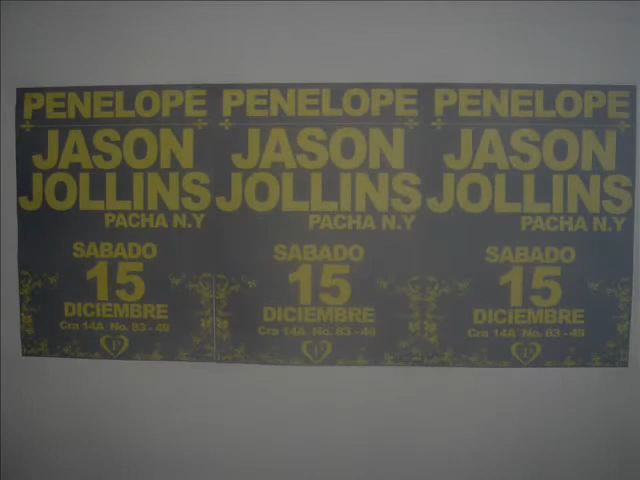 PENELOPE
JASON
JOLLINS
PACHA N.Y
SABADO
15
DICIEMBRE
Cra 14A No. 83 - 49
P
PENELOPE
JASON
JOLLINS
PACHA N.Y
SABADO
15
DICIEMBRE
Cra 14A No. 83 - 49
P
PENELOPE
JASON
JOLLINS
PACHA N.Y
SABADO
15
DICIEMBRE
Cra 14A No. 83 - 49
P